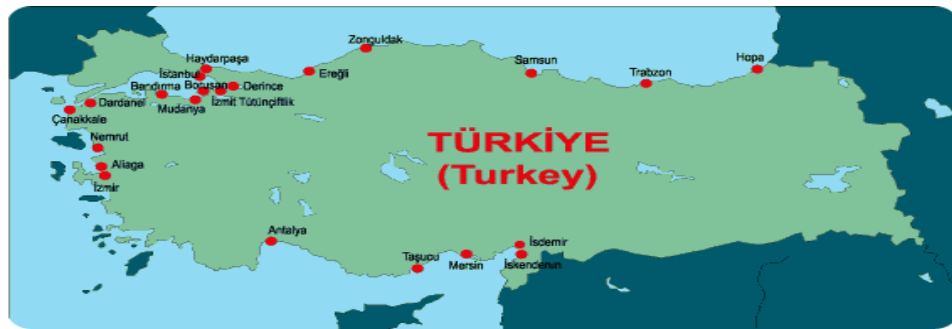 Zonguldak
Haydarpaşa
Samsun
Hopa
İstanbul
Ereğli
Trabzon
Bandırma
Borusan
Derince
Dardanel
Mudanya
İzmit Tütünçiftlik
Çanakkale
Nemrut
TÜRKİYE
(Turkey)
Aliaga
İzmir
Antalya
İsdemir
Taşucu
Mersin
İskenderun